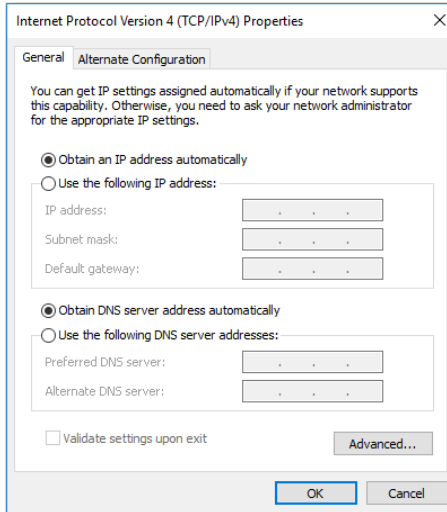 Internet Protocol Version 4 (TCP/IPv4) Properties
General
Alternate Configuration
You can get IP settings assigned automatically if your network supports
this capability. Otherwise, you need to ask your network administrator
for the appropriate IP settings.
Obtain an IP address automatically
Use the following IP address:
IP address:
Subnet mask:
Default gateway:
Obtain DNS server address automatically
Use the following DNS server addresses:
Preferred DNS server:
Alternate DNS server:
Validate settings upon exit
Advanced...
OK
Cancel